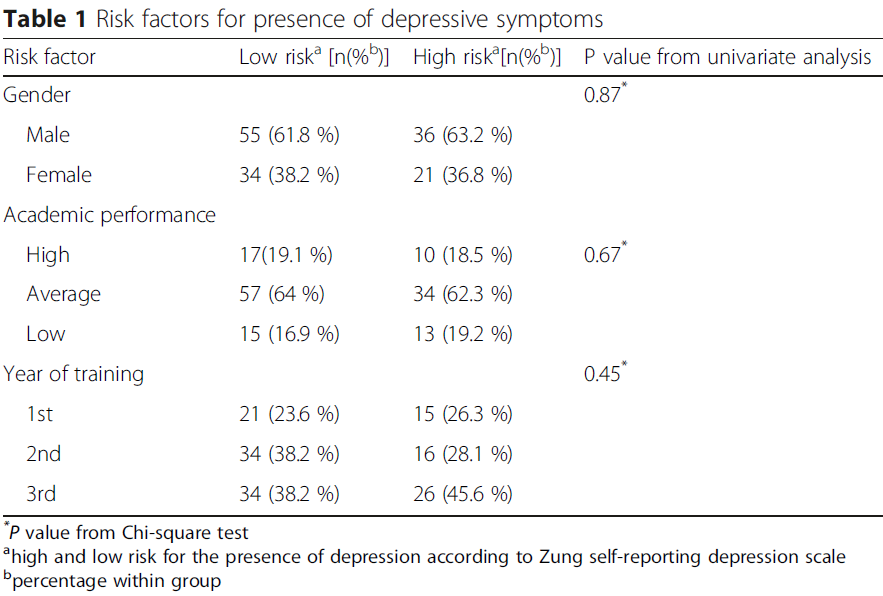 Table 1 Risk factors for presence of depressive symptoms
Risk factor Low riskᵃ [n(%ᵇ)] High riskᵃ[n(%ᵇ)] P value from univariate analysis
Gender 0.87*
Male 55 (61.8 %) 36 (63.2 %)
Female 34 (38.2 %) 21 (36.8 %)
Academic performance
High 17(19.1 %) 10 (18.5 %) 0.67*
Average 57 (64 %) 34 (62.3 %)
Low 15 (16.9 %) 13 (19.2 %)
Year of training 0.45*
1st 21 (23.6 %) 15 (26.3 %)
2nd 34 (38.2 %) 16 (28.1 %)
3rd 34 (38.2 %) 26 (45.6 %)
*P value from Chi-square test
ᵃhigh and low risk for the presence of depression according to Zung self-reporting depression scale
ᵇpercentage within group